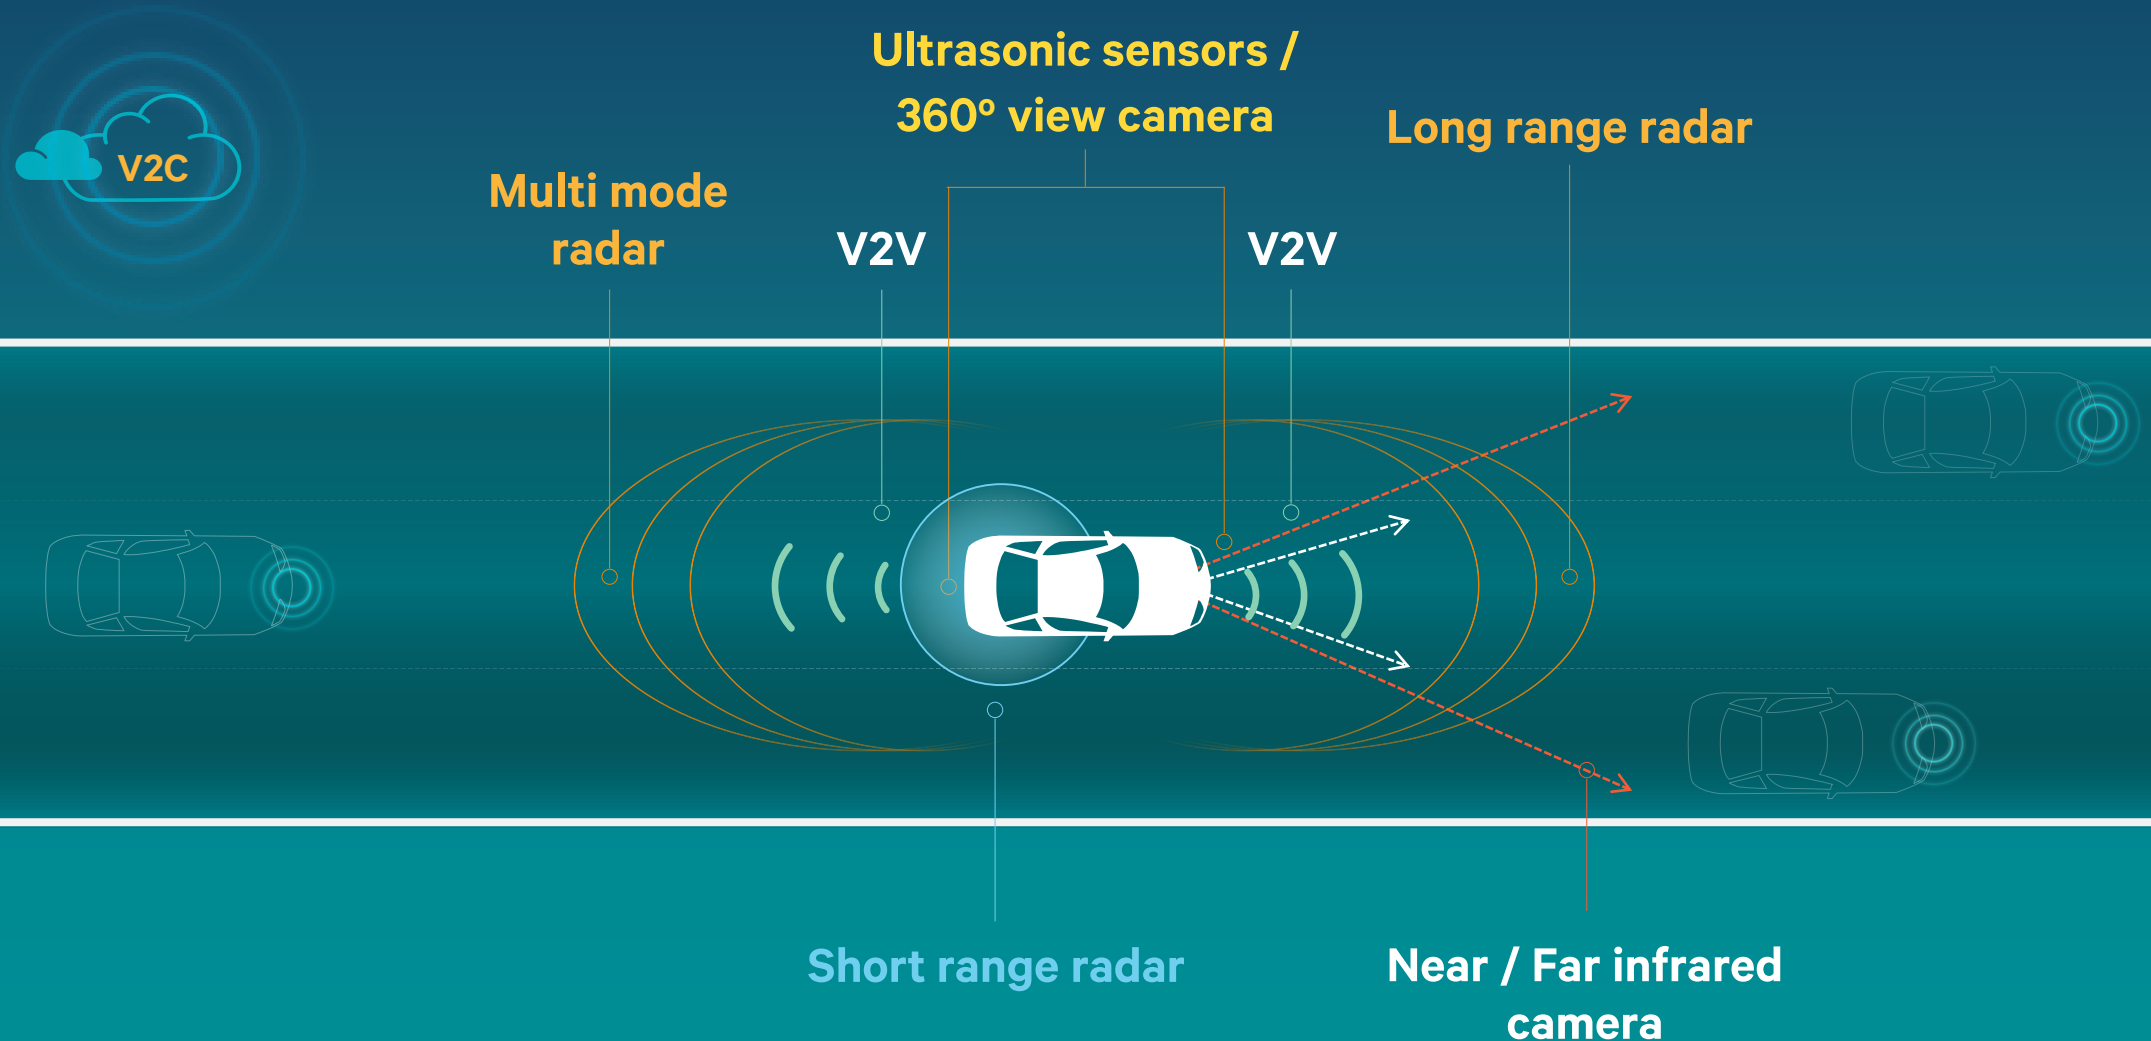 Ultrasonic sensors /
360º view camera
Long range radar
V2C
Multi mode
radar
V2V
V2V
Short range radar
Near / Far infrared
camera